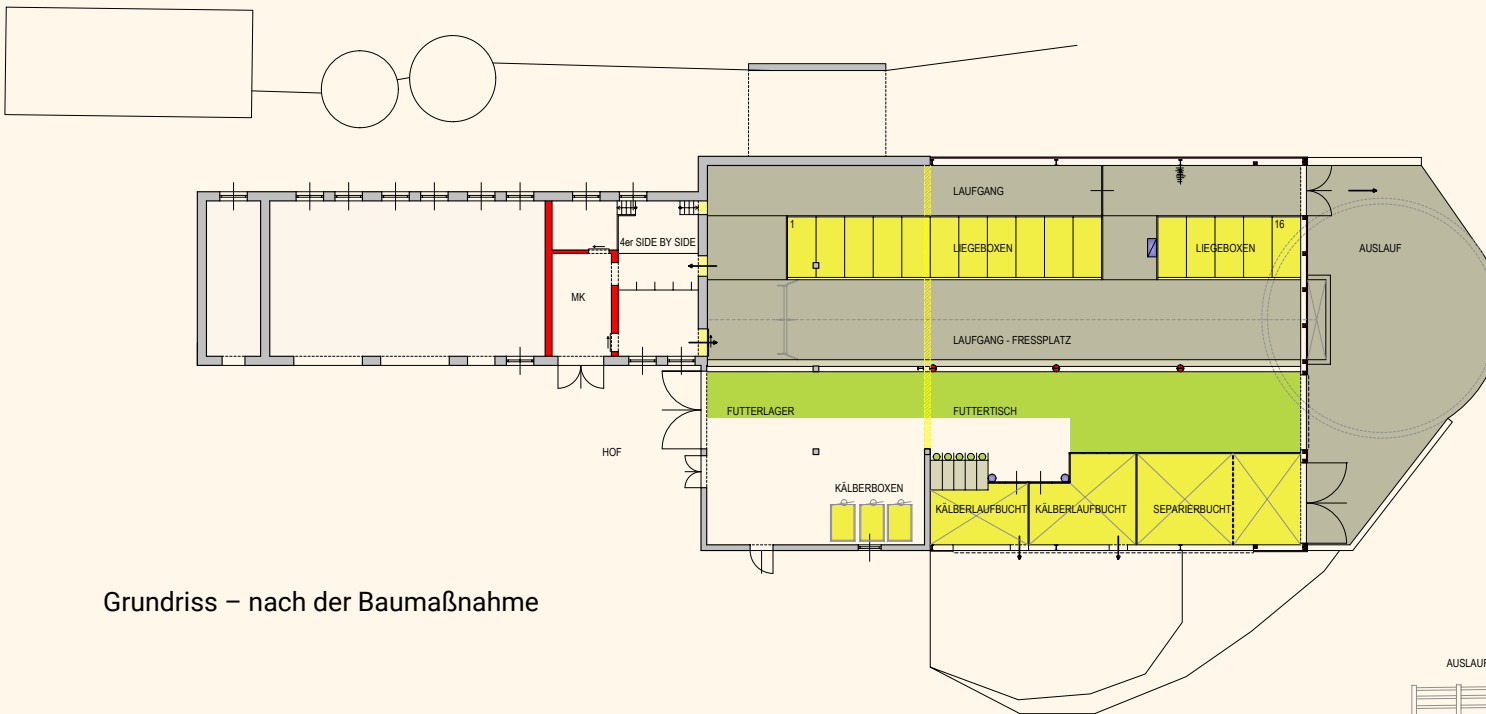 LAUFGANG
1
16
4er SIDE BY SIDE
LIEGEBOXEN
LIEGEBOXEN
AUSLAUF
MK
LAUFGANG - FRESSPLATZ
FUTTERLAGER
FUTTERTISCH
HOF
KÄLBERBOXEN
KÄLBERLAUFBUCHT
KÄLBERLAUFBUCHT
SEPARIERBUCHT
Grundriss – nach der Baumaßnahme
AUSLAUF